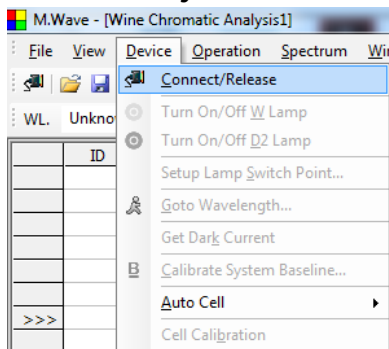 M.Wave - [Wine Chromatic Analysis1]
File View Device Operation Spectrum
Connect/Release
WL. Turn On/Off W Lamp
ID Turn On/Off D2 Lamp
Setup Lamp Switch Point...
Goto Wavelength...
Get Dark Current
B Calibrate System Baseline...
Auto Cell
>>> Cell Calibration